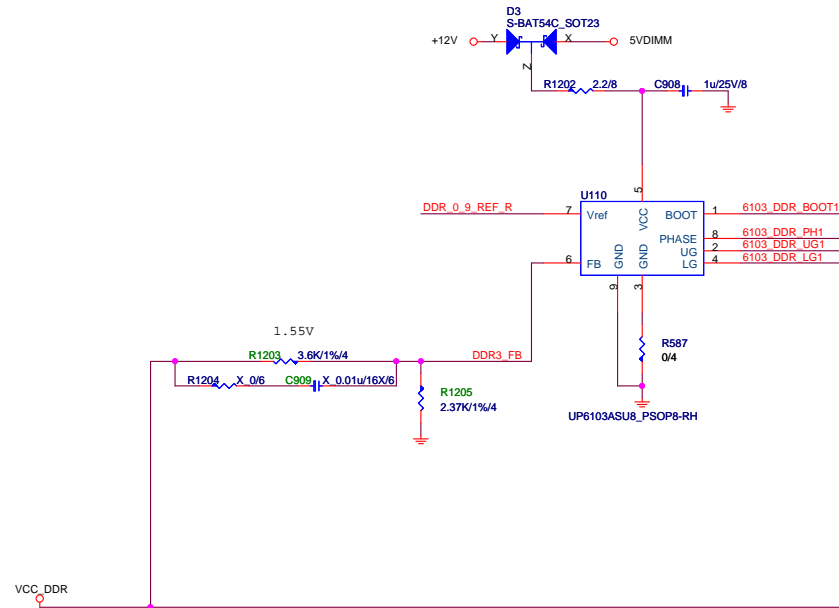 D3
S-BAT54C_SOT23
+12V
Y
X
5VDIMM
Z
R1202
2.2/8
C908
1u/25V/8
U110
5
DDR_0_9_REF_R
7
Vref
VCC
BOOT
1
6103_DDR_BOOT1
PHASE
8
6103_DDR_PH1
UG
2
6103_DDR_UG1
6
FB
GND
GND
LG
4
6103_DDR_LG1
9
3
1.55V
R587
0/4
R1203
3.6K/1%/4
DDR3_FB
R1204
X_0/6
C909
X_0.01u/16X/6
R1205
2.37K/1%/4
UP6103ASU8_PSOP8-RH
VCC_DDR